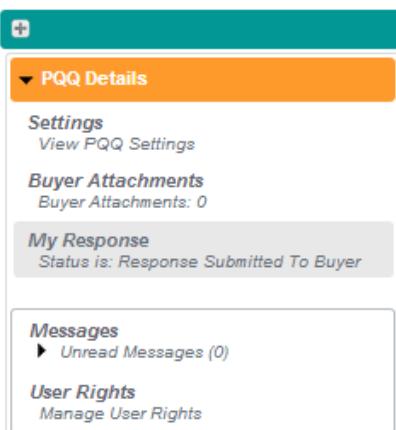 PQQ Details
Settings
View PQQ Settings
Buyer Attachments
Buyer Attachments: 0
My Response
Status is: Response Submitted To Buyer
Messages
Unread Messages (0)
User Rights
Manage User Rights